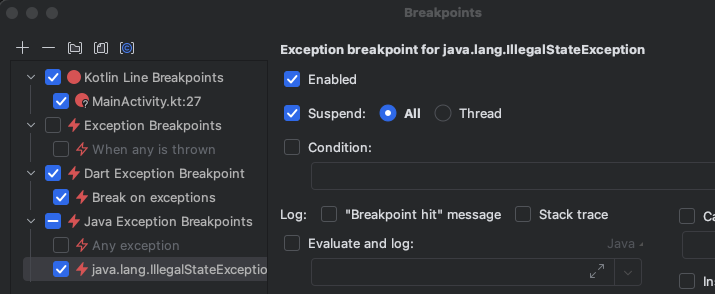 Breakpoints
Kotlin Line Breakpoints
MainActivity.kt:27
Exception Breakpoints
When any is thrown
Dart Exception Breakpoint
Break on exceptions
Java Exception Breakpoints
Any exception
java.lang.IllegalStateExceptio
Exception breakpoint for java.lang.IllegalStateException
Enabled
Suspend: All Thread
Condition:
Log: "Breakpoint hit" message Stack trace
Evaluate and log: Java
Ca
Ins